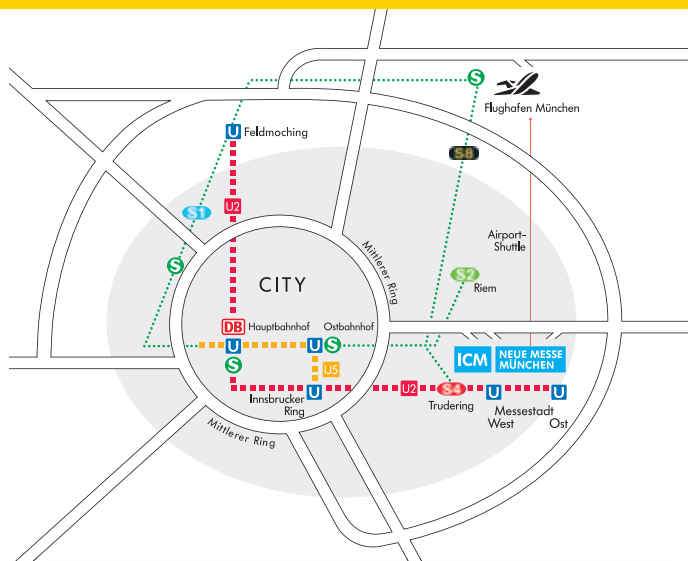 S
Flughafen München
U Feldmoching
S8
S1
U2
Airport-
Shuttle
Mittlerer Ring
S
S2
Riem
CITY
DB Hauptbahnhof
Ostbahnhof
U
U S
S
U5
ICM
NEUE MESSE
MÜNCHEN
Innsbrucker
Ring
U
U2
S4
Trudering
U
U
Messestadt
West Ost
Mittlerer Ring